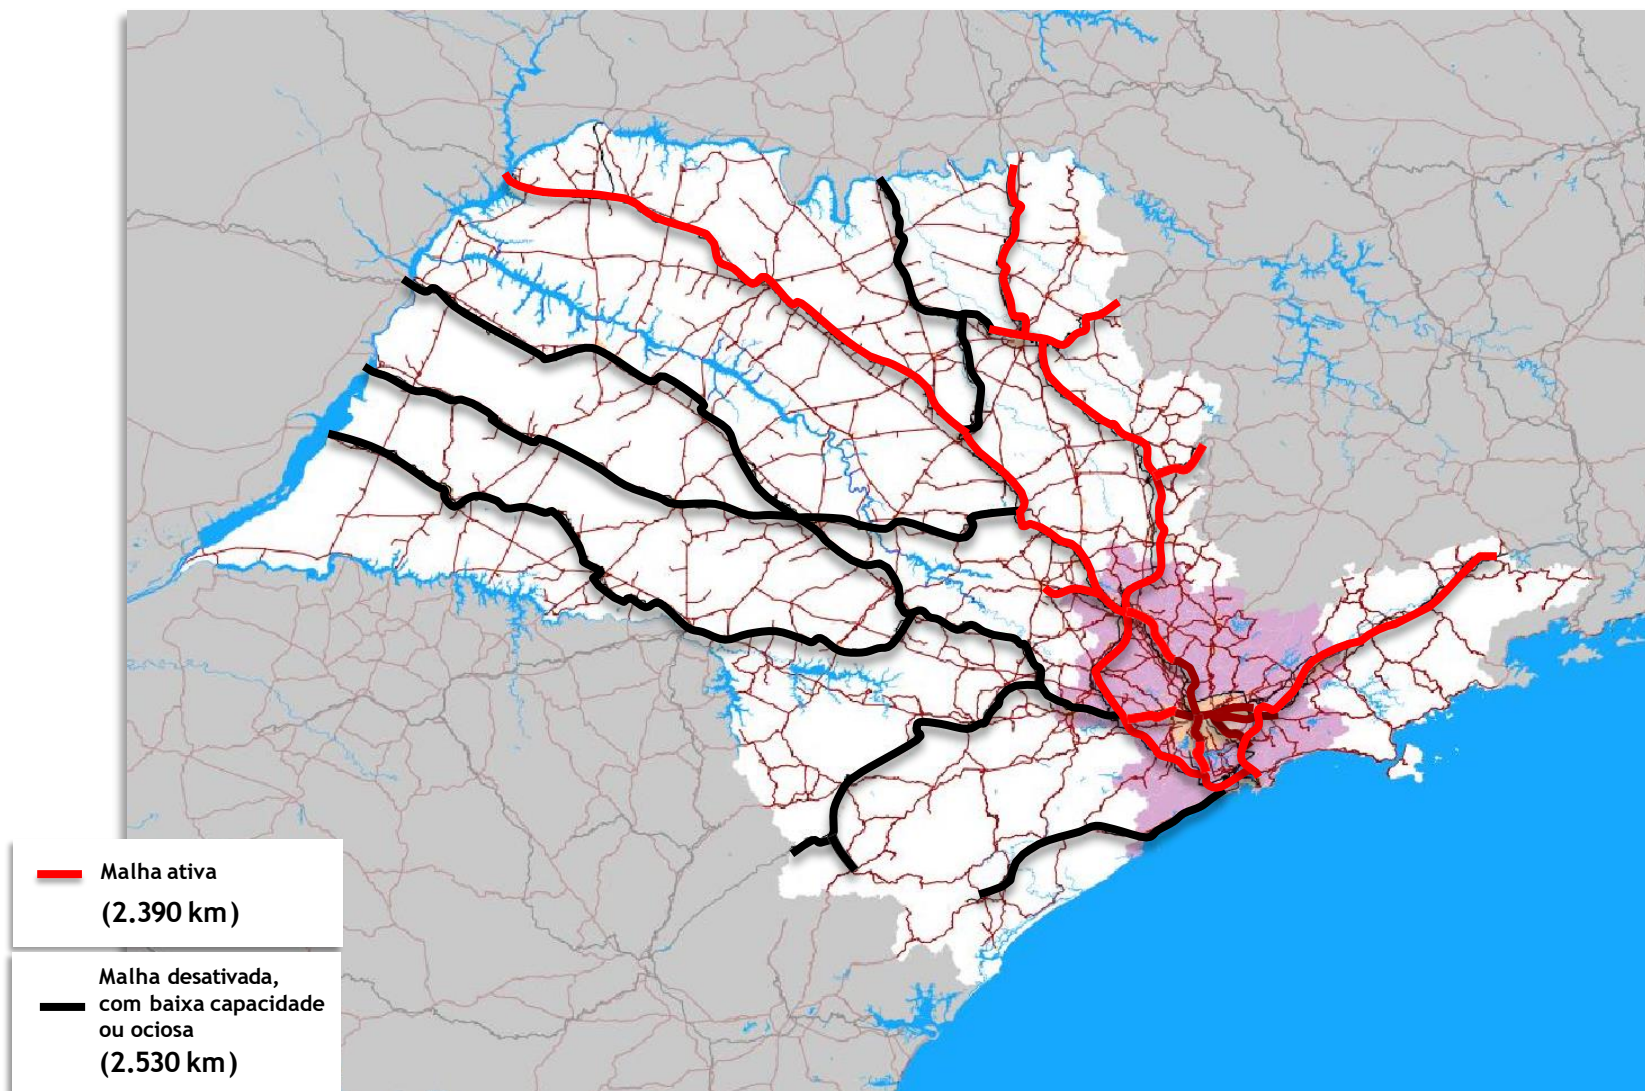 Malha ativa
(2.390 km)
Malha desativada,
com baixa capacidade
ou ociosa
(2.530 km)